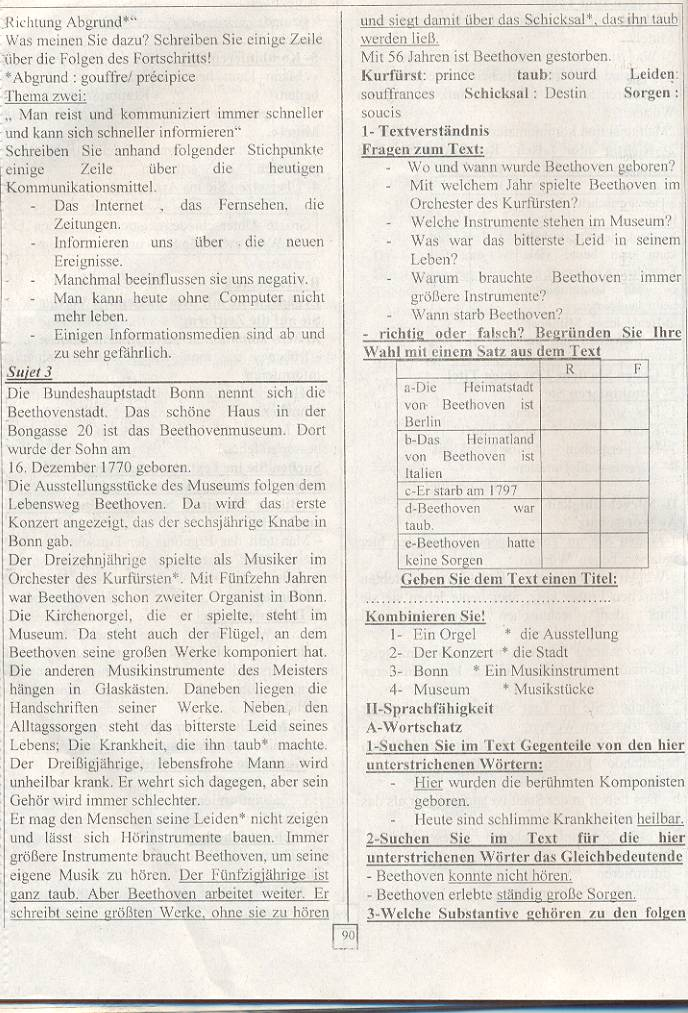 Richtung Abgrund*“
Was meinen Sie dazu? Schreiben Sie einige Zeile
über die Folgen des Fortschritts!
*Abgrund : gouffre/ précipice
Thema zwei:
„ Man reist und kommuniziert immer schneller
und kann sich schneller informieren“
Schreiben Sie anhand folgender Stichpunkte
einige Zeile über die heutigen
Kommunikationsmittel.
- Das Internet , das Fernsehen, die
Zeitungen.
- Informieren uns über die neuen
Ereignisse.
- Manchmal beeinflussen sie uns negativ.
- Man kann heute ohne Computer nicht
mehr leben.
- Einigen Informationsmedien sind ab und
zu sehr gefährlich.
Sujet 3
Die Bundeshauptstadt Bonn nennt sich die
Beethovenstadt. Das schöne Haus in der
Bongasse 20 ist das Beethovenmuseum. Dort
wurde der Sohn am
16. Dezember 1770 geboren.
Die Ausstellungsstücke des Museums folgen dem
Lebensweg Beethoven. Da wird das erste
Konzert angezeigt, das der sechsjährige Knabe in
Bonn gab.
Der Dreizehnjährige spielte als Musiker im
Orchester des Kurfürsten*. Mit Fünfzehn Jahren
war Beethoven schon zweiter Organist in Bonn.
Die Kirchenorgel, die er spielte, steht im
Museum. Da steht auch der Flügel, an dem
Beethoven seine großen Werke komponiert hat.
Die anderen Musikinstrumente des Meisters
hängen in Glaskästen. Daneben liegen die
Handschriften seiner Werke. Neben den
Alltagssorgen steht das bitterste Leid seines
Lebens; Die Krankheit, die ihn taub* machte.
Der Dreißigjährige, lebensfrohe Mann wird
unheilbar krank. Er wehrt sich dagegen, aber sein
Gehör wird immer schlechter.
Er mag den Menschen seine Leiden* nicht zeigen
und lässt sich Hörinstrumente bauen. Immer
größere Instrumente braucht Beethoven, um seine
eigene Musik zu hören. Der Fünfzigjährige ist
ganz taub. Aber Beethoven arbeitet weiter. Er
schreibt seine größten Werke, ohne sie zu hören
und siegt damit über das Schicksal*, das ihn taub
werden ließ.
Mit 56 Jahren ist Beethoven gestorben.
Kurfürst: prince taub: sourd Leiden:
souffrances Schicksal : Destin Sorgen :
soucis
1- Textverständnis
Fragen zum Text:
- Wo und wann wurde Beethoven geboren?
- Mit welchem Jahr spielte Beethoven im
Orchester des Kurfürsten?
- Welche Instrumente stehen im Museum?
- Was war das bitterste Leid in seinem
Leben?
- Warum brauchte Beethoven immer
größere Instrumente?
- Wann starb Beethoven?
- richtig oder falsch? Begründen Sie Ihre
Wahl mit einem Satz aus dem Text
R F
a-Die Heimatstadt
von Beethoven ist
Berlin
b-Das Heimatland
von Beethoven ist
Italien
c-Er starb am 1797
d-Beethoven war
taub.
e-Beethoven hatte
keine Sorgen
Geben Sie dem Text einen Titel:
……………………………………
Kombinieren Sie!
1- Ein Orgel * die Ausstellung
2- Der Konzert * die Stadt
3- Bonn * Ein Musikinstrument
4- Museum * Musikstücke
II-Sprachfähigkeit
A-Wortschatz
1-Suchen Sie im Text Gegenteile von den hier
unterstrichenen Wörtern:
- Hier wurden die berühmten Komponisten
geboren.
- Heute sind schlimme Krankheiten heilbar.
2-Suchen Sie im Text für die hier
unterstrichenen Wörter das Gleichbedeutende
- Beethoven konnte nicht hören.
- Beethoven erlebte ständig große Sorgen.
3-Welche Substantive gehören zu den folgen
90